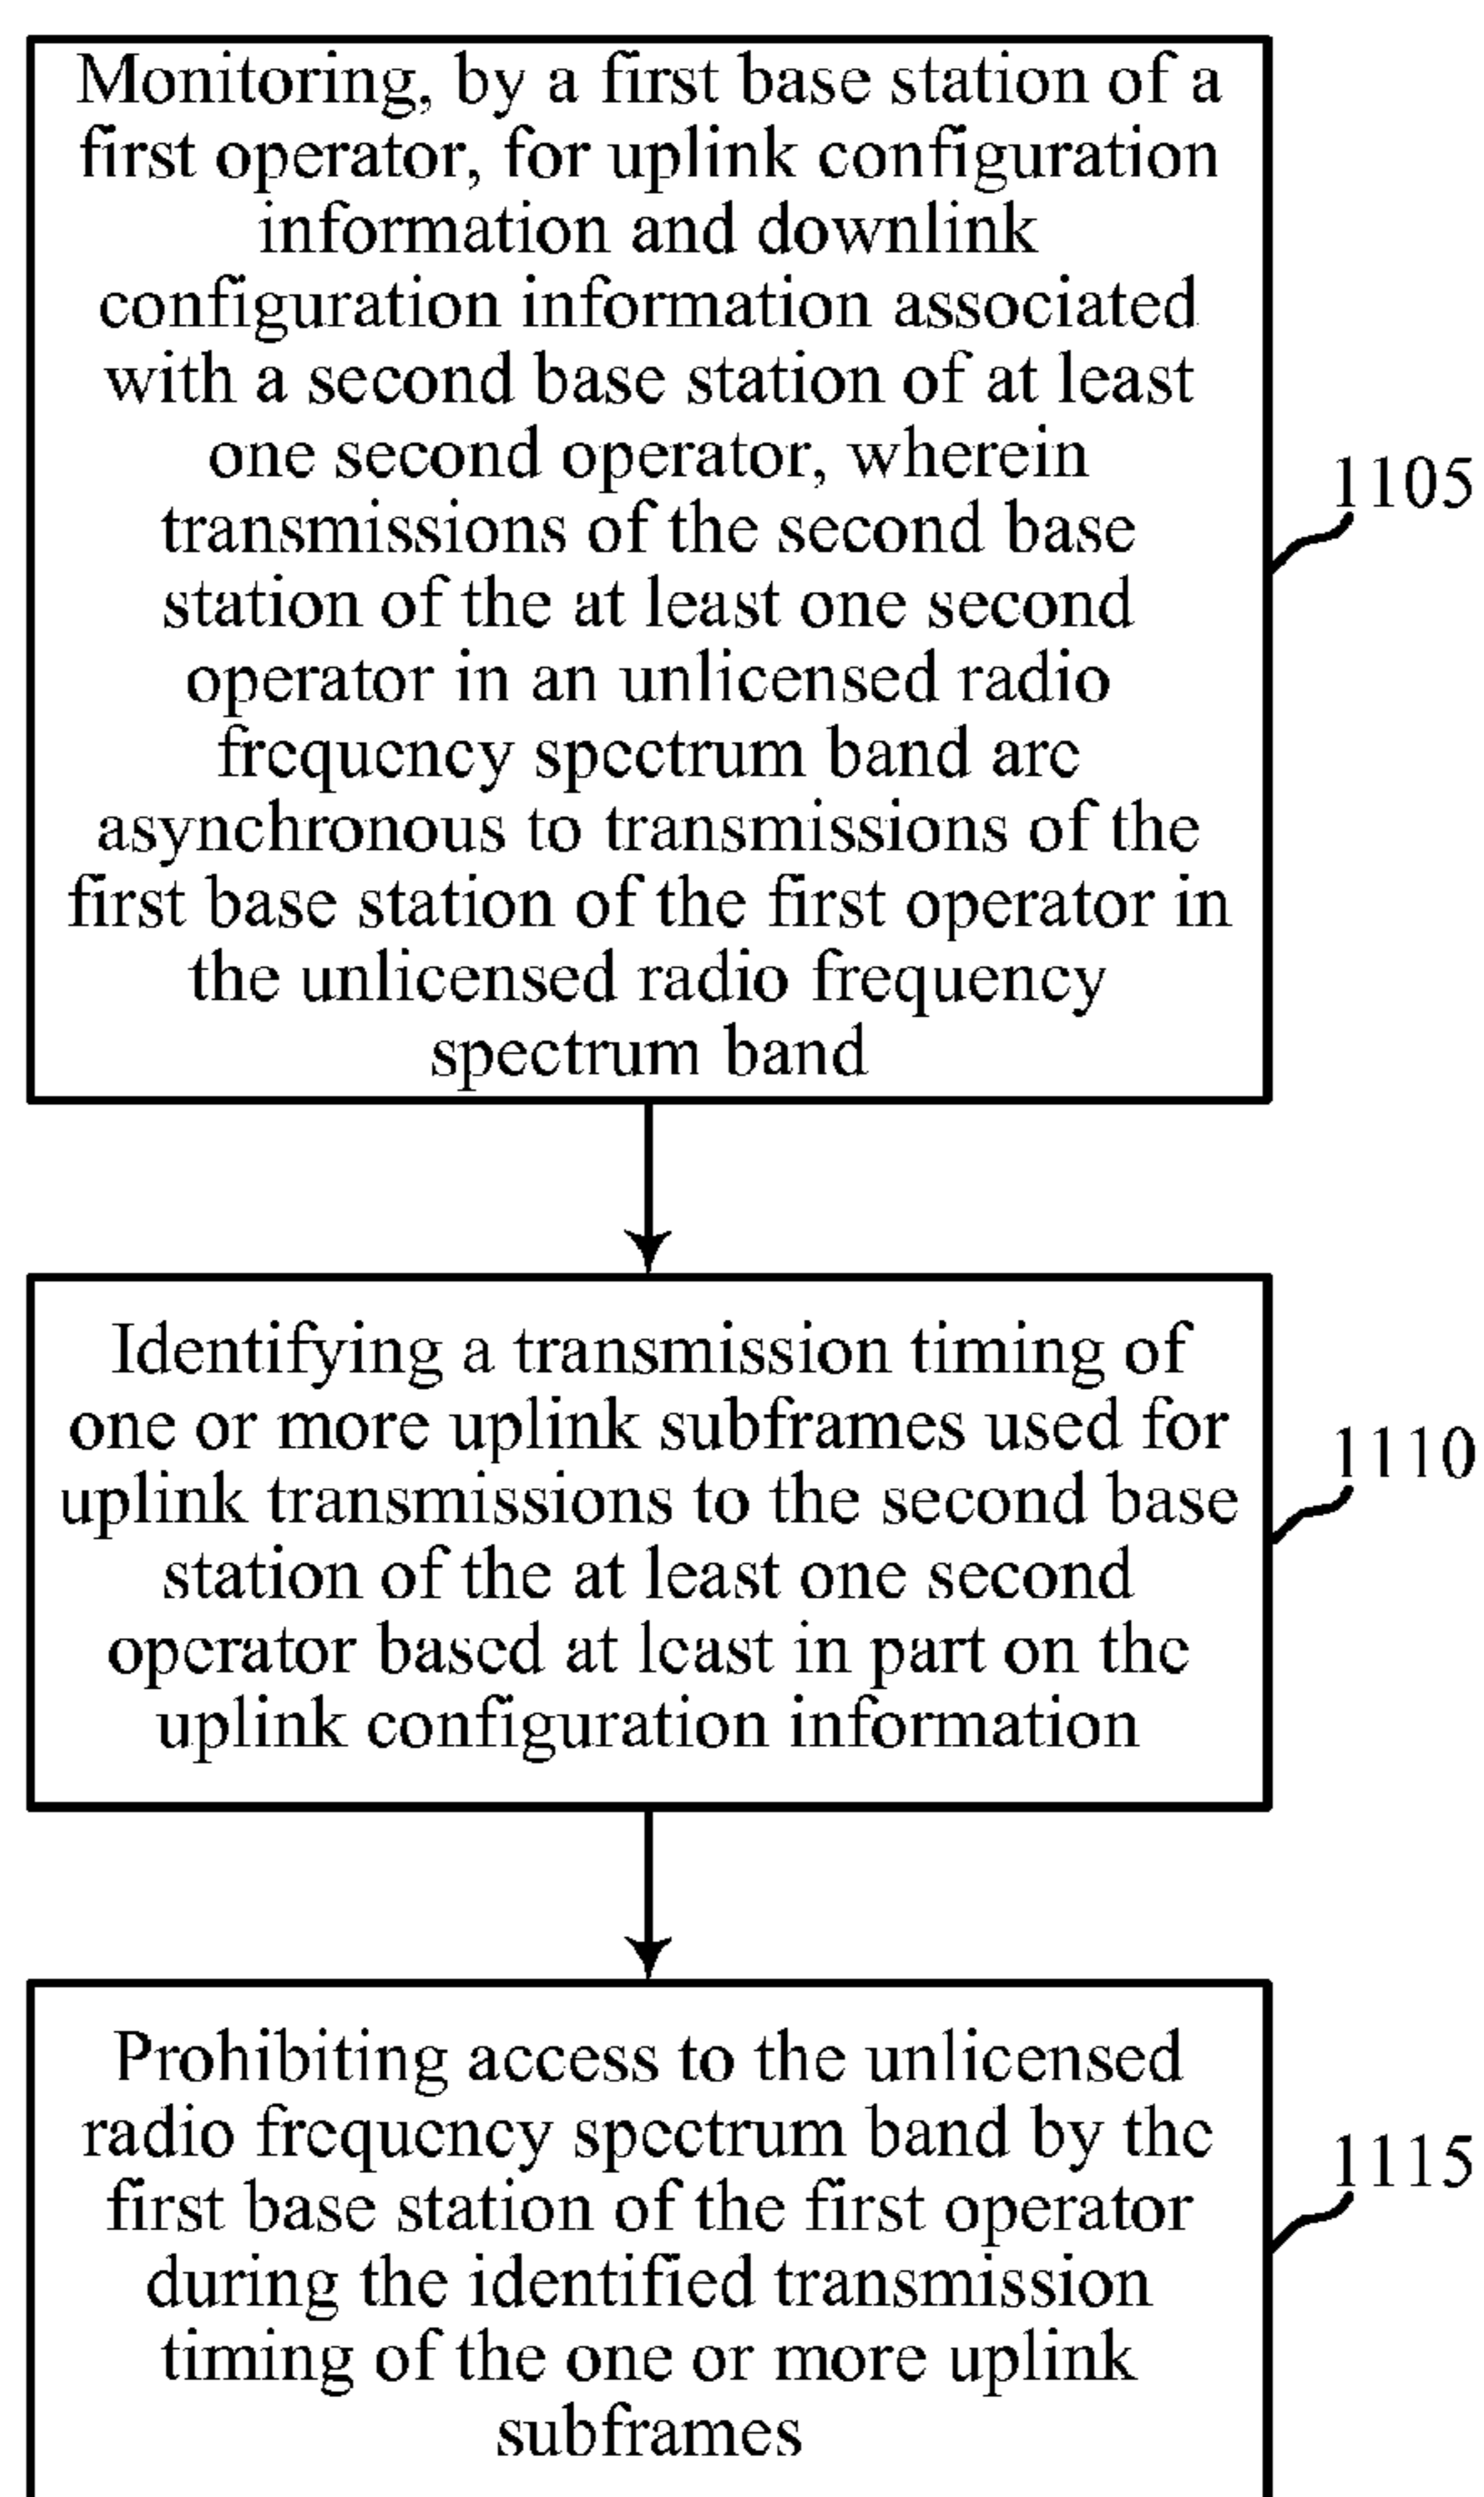 Monitoring, by a first base station of a
first operator, for uplink configuration
information and downlink
configuration information associated
with a second base station of at least
one second operator, wherein
transmissions of the second base
station of the at least one second
operator in an unlicensed radio
frequency spectrum band are
asynchronous to transmissions of the
first base station of the first operator in
the unlicensed radio frequency
spectrum band
1105
Identifying a transmission timing of
one or more uplink subframes used for
uplink transmissions to the second base
station of the at least one second
operator based at least in part on the
uplink configuration information
1110
Prohibiting access to the unlicensed
radio frequency spectrum band by the
first base station of the first operator
during the identified transmission
timing of the one or more uplink
subframes
1115